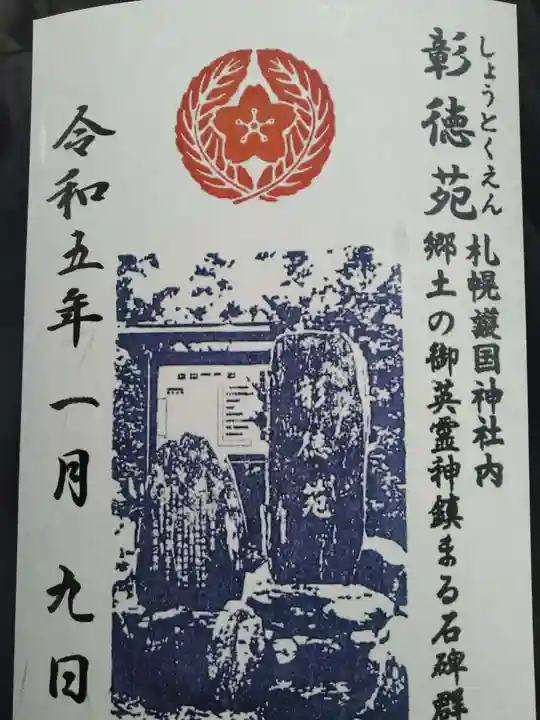 しょうとくえん
彰徳苑
札幌護国神社内
郷土の御英霊神鎮まる石碑群
彰徳苑
令和五年一月九日